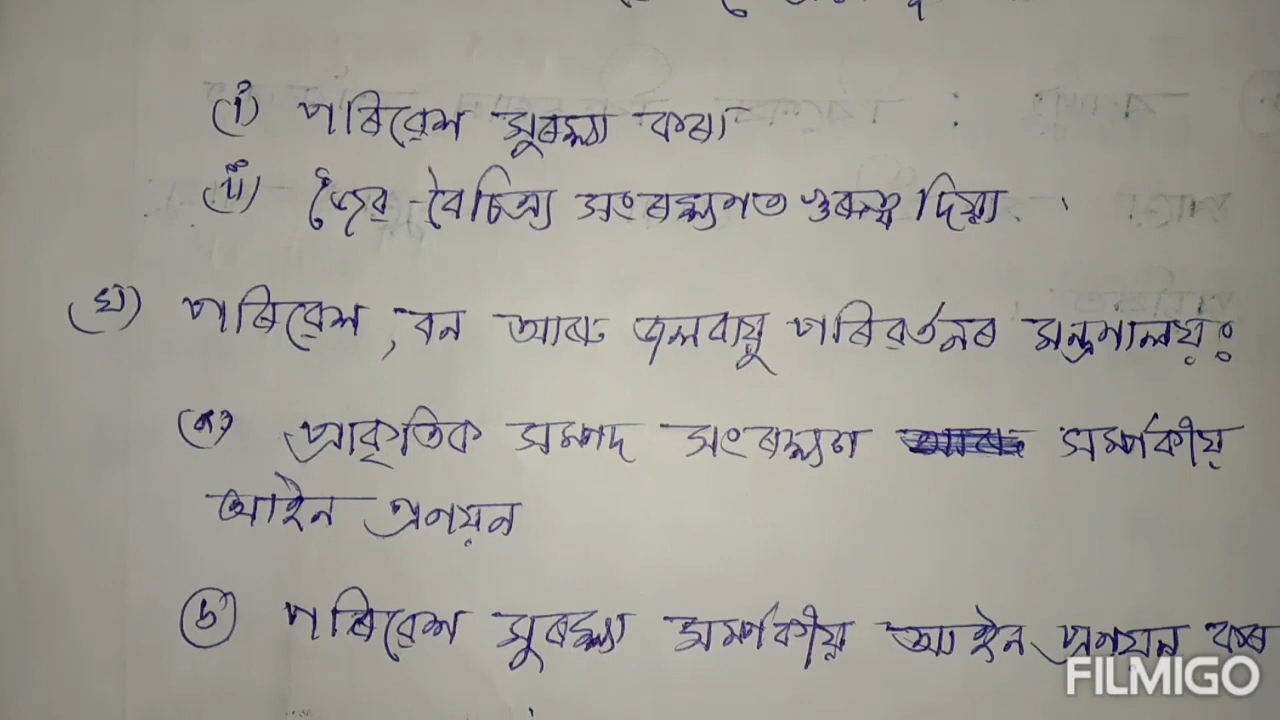 (i) পৰিৱেশ সুৰক্ষা কৰা
(ii) জৈৱ-বৈচিত্ৰ্য সংৰক্ষণত গুৰুত্ব দিয়া
(ঘ) পৰিৱেশ, বন আৰু জলবায়ু পৰিৱৰ্তনৰ মন্ত্ৰণালয়ঃ
প্ৰাকৃতিক সম্পদ সংৰক্ষণ সম্পৰ্কীয়
আইন প্ৰণয়ন
পৰিৱেশ সুৰক্ষা সম্পৰ্কীয় আইন প্ৰণয়ন কৰ
FILMIGO